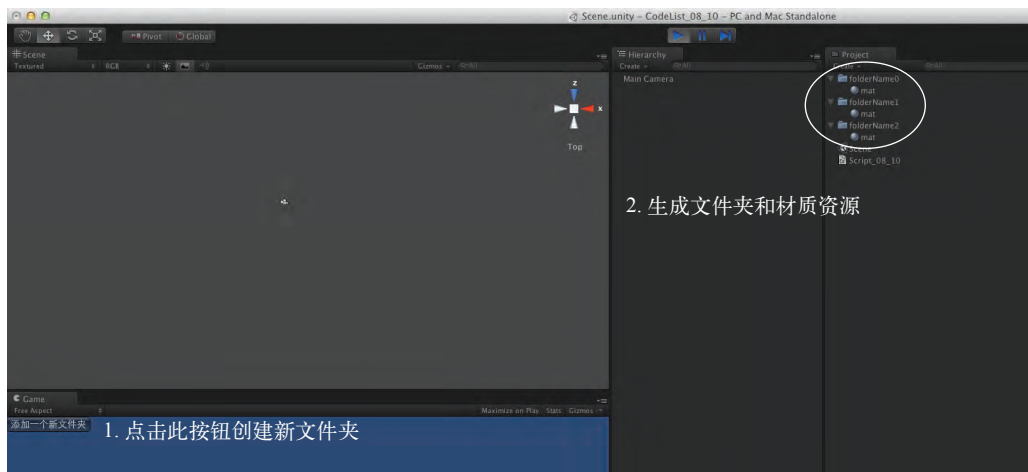 Scene.unity – CodeList_08_10 – PC and Mac Standalone
Pivot Global
Scene
Textured RGB Gizmos
Hierarchy
Create
Main Camera
Project
folderName0
mat
folderName1
mat
folderName2
mat
Scene
Script_08_10
z
x
Top
2. 生成文件夹和材质资源
Game
Free Aspect Maximize on Play Stats Gizmos
添加一个新文件夹
1. 点击此按钮创建新文件夹